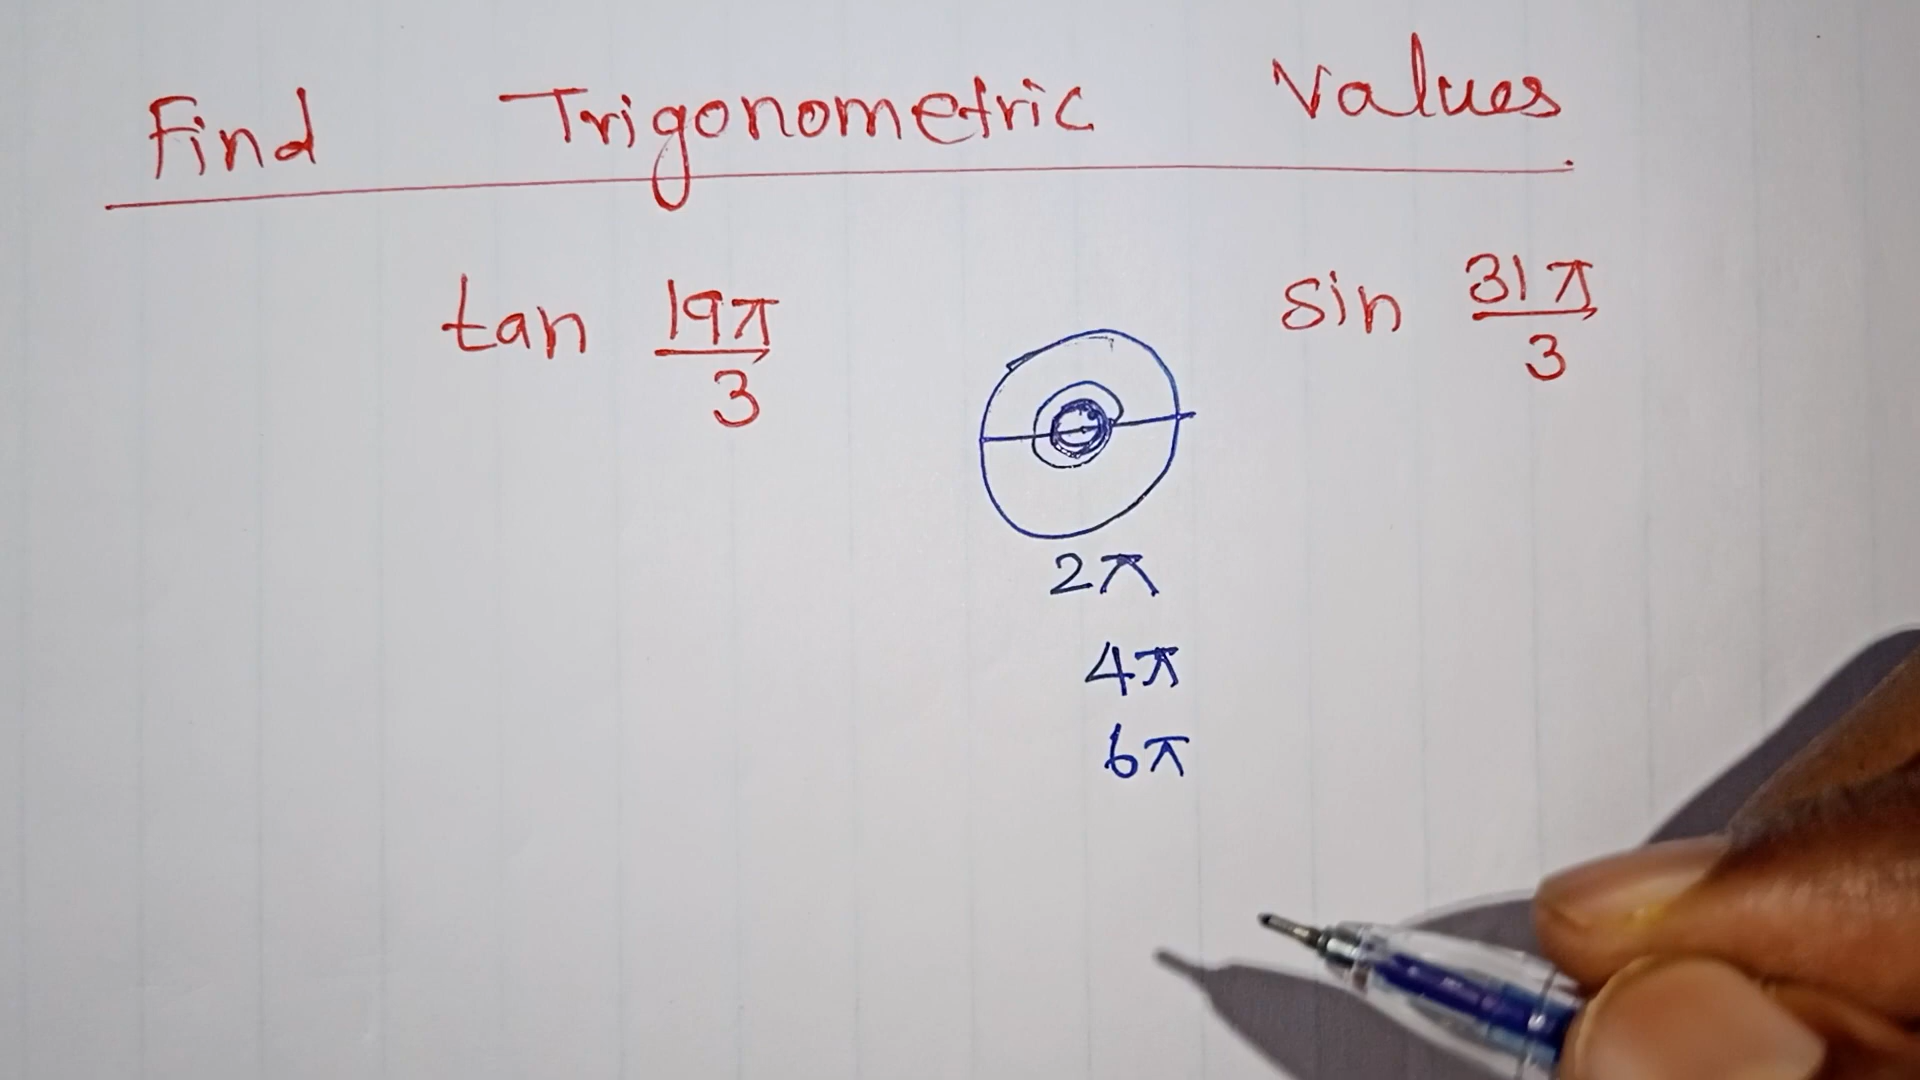 Find Trigonometric Values
tan 19π/3
sin 31π/3
2π
4π
6π